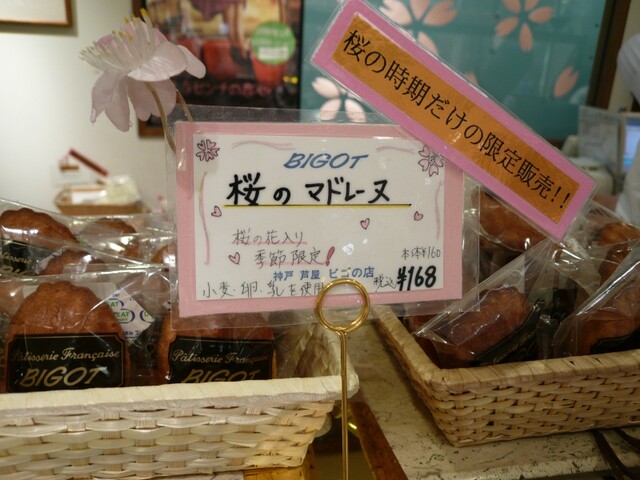 桜の時期だけの限定販売!!
BIGOT
桜のマドレーヌ
桜の花入り
季節限定!
本体¥160
神戸 芦屋 ビゴの店
小麦・卵・乳を使用
税込¥168
Pâtisserie Française
BIGOT
Pâtisserie Française
BIGOT